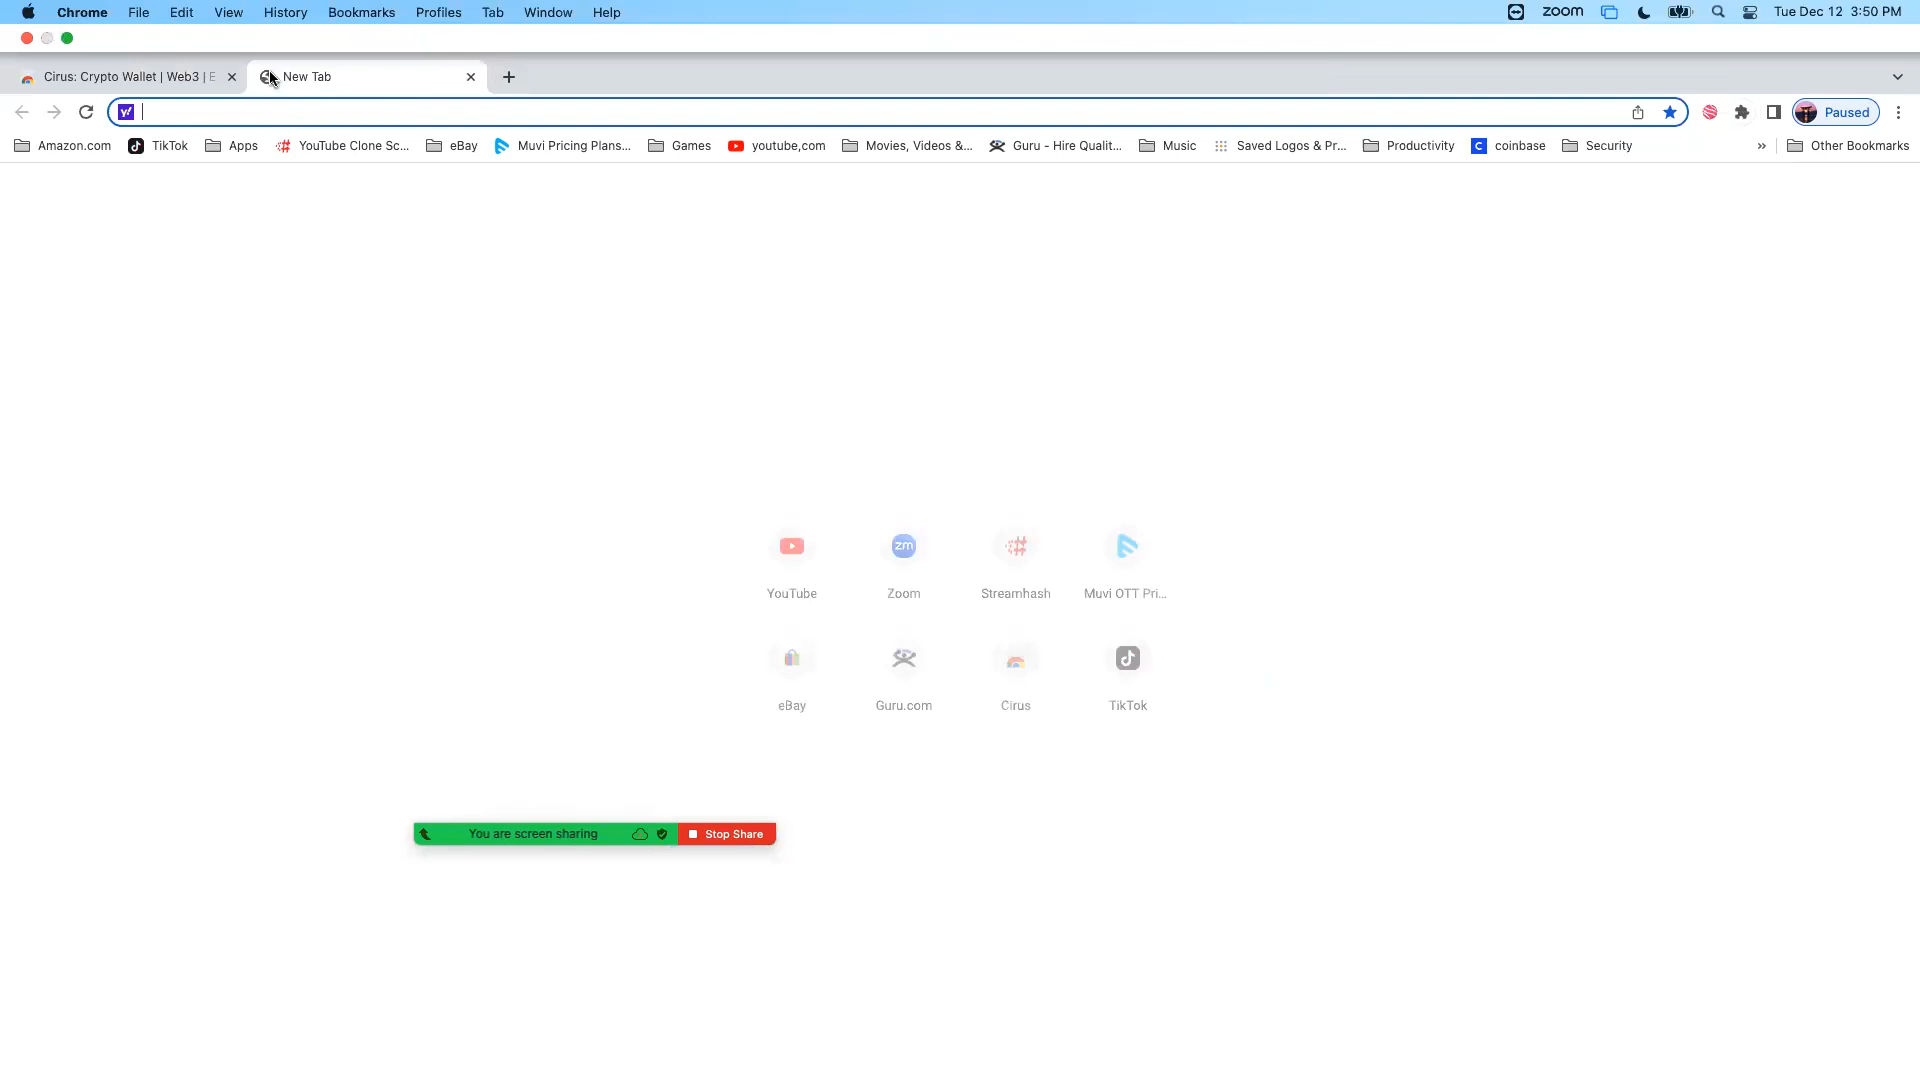 Chrome File Edit View History Bookmarks Profiles Tab Window Help zoom Tue Dec 12 3:50 PM
Cirus: Crypto Wallet | Web3 | E New Tab
y! Paused
Amazon.com TikTok Apps YouTube Clone Sc... eBay Muvi Pricing Plans... Games youtube,com Movies, Videos &... Guru - Hire Qualit... Music Saved Logos & Pr... Productivity C coinbase Security » Other Bookmarks
zm
YouTube Zoom Streamhash Muvi OTT Pri...
eBay Guru.com Cirus TikTok
You are screen sharing Stop Share